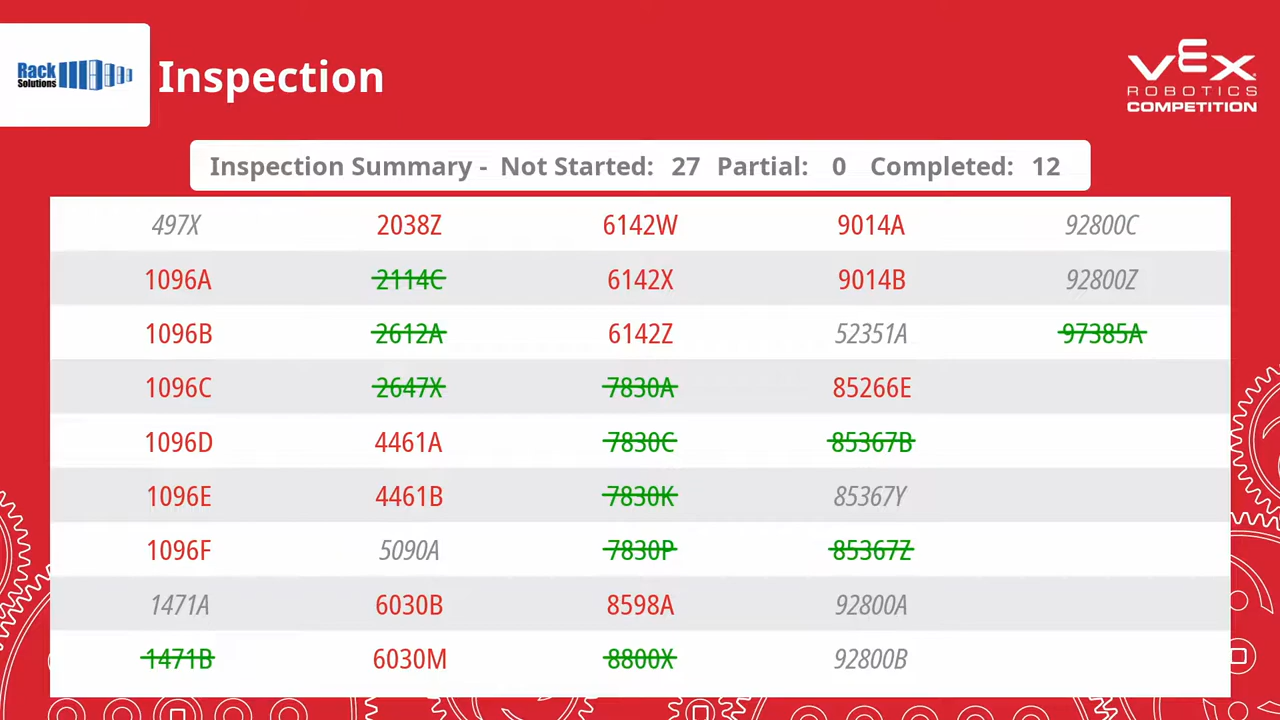 Rack
Solutions
Inspection
VEX
ROBOTICS
COMPETITION
Inspection Summary - Not Started: 27 Partial: 0 Completed: 12
497X 2038Z 6142W 9014A 92800C
1096A 2114C 6142X 9014B 92800Z
1096B 2612A 6142Z 52351A 97385A
1096C 2647X 7830A 85266E
1096D 4461A 7830C 85367B
1096E 4461B 7830K 85367Y
1096F 5090A 7830P 85367Z
1471A 6030B 8598A 92800A
1471B 6030M 8800X 92800B